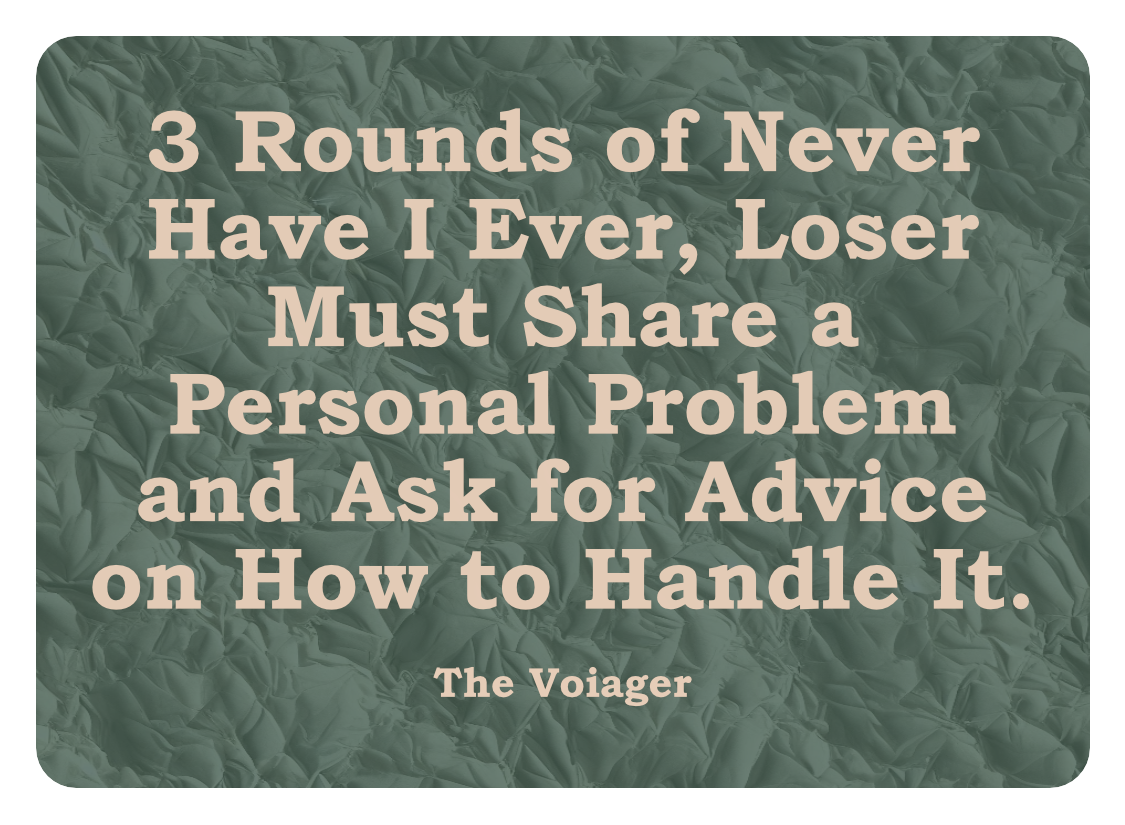 3 Rounds of Never
Have I Ever, Loser
Must Share a
Personal Problem
and Ask for Advice
on How to Handle It.
The Voiager